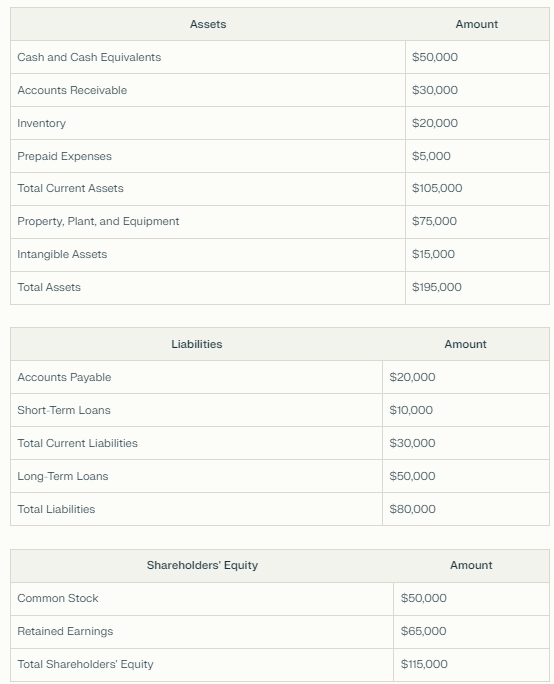 Assets Amount
Cash and Cash Equivalents $50,000
Accounts Receivable $30,000
Inventory $20,000
Prepaid Expenses $5,000
Total Current Assets $105,000
Property, Plant, and Equipment $75,000
Intangible Assets $15,000
Total Assets $195,000
Liabilities Amount
Accounts Payable $20,000
Short-Term Loans $10,000
Total Current Liabilities $30,000
Long-Term Loans $50,000
Total Liabilities $80,000
Shareholders' Equity Amount
Common Stock $50,000
Retained Earnings $65,000
Total Shareholders' Equity $115,000